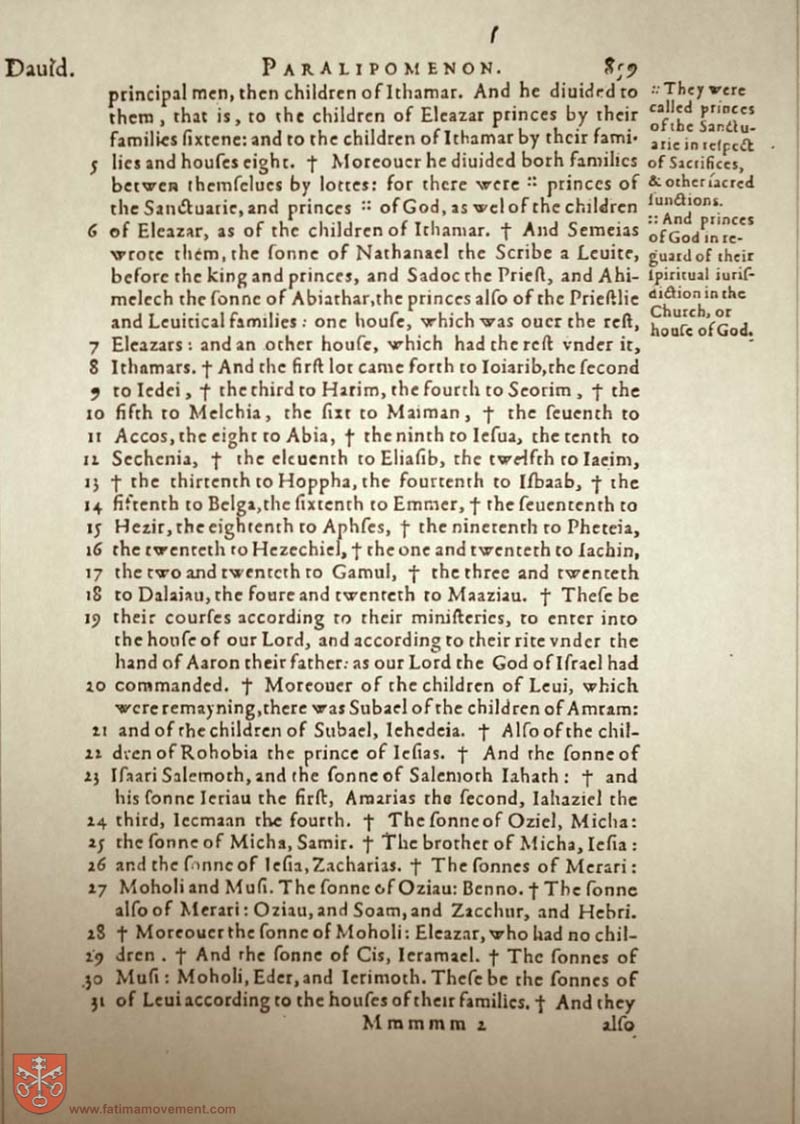 1
Dauid. PARALIPOMENON. 859
principal men, then children of Ithamar. And he diuided to
them, that is, to the children of Eleazar princes by their
families ſixtene: and to the children of Ithamar by their fami-
5 lies and houſes eight. † Moreouer he diuided both families
betwen themſelues by lottes: for there were :: princes of
the Sanctuarie, and princes :: of God, as wel of the children
6 of Eleazar, as of the children of Ithamar. † And Semeias
wrote them, the ſonne of Nathanael the Scribe a Leuite,
before the king and princes, and Sadoc the Prieſt, and Ahi-
melech the ſonne of Abiathar, the princes alſo of the Prieſtlie
and Leuitical families: one houſe, which was ouer the reſt,
7 Eleazars: and an other houſe, which had the reſt vnder it,
8 Ithamars. † And the firſt lot came forth to Ioiarib, the ſecond
9 to Iedei, † the third to Harim, the fourth to Seorim, † the
10 fifth to Melchia, the ſixt to Maiman, † the ſeuenth to
11 Accos, the eight to Abia, † the ninth to Ieſua, the tenth to
12 Sechenia, † the eleuenth to Eliaſib, the twelfth to Iacim,
13 † the thirtenth to Hoppha, the fourtenth to Iſbaab, † the
14 fiftenth to Belga, the ſixtenth to Emmer, † the ſeuententh to
15 Hezir, the eightenth to Aphſes, † the ninetenth to Pheteia,
16 the twenteth to Hezechiel, † the one and twenteth to Iachin,
17 the two and twenteth to Gamul, † the three and twenteth
18 to Dalaiau, the foure and twenteth to Maaziau. † Theſe be
19 their courſes according to their miniſteries, to enter into
the houſe of our Lord, and according to their rite vnder the
hand of Aaron their father: as our Lord the God of Iſrael had
20 commanded. † Moreouer of the children of Leui, which
were remayning, there was Subael of the children of Amram:
21 and of the children of Subael, Iehedeia. † Alſo of the chil-
22 dren of Rohobia the prince of Ieſias. † And the ſonne of
23 Iſaari Salemoth, and the ſonne of Salemoth Iahath: † and
his ſonne Ieriau the firſt, Amarias the ſecond, Iahaziel the
24 third, Iecmaan the fourth. † The ſonne of Oziel, Micha:
25 the ſonne of Micha, Samir. † The brother of Micha, Ieſia:
26 and the ſonne of Ieſia, Zacharias. † The ſonnes of Merari:
27 Moholi and Muſi. The ſonne of Oziau: Benno. † The ſonne
alſo of Merari: Oziau, and Soam, and Zacchur, and Hebri.
28 † Moreouer the ſonne of Moholi: Eleazar, who had no chil-
29 dren. † And the ſonne of Cis, Ieramael. † The ſonnes of
30 Muſi: Moholi, Eder, and Ierimoth. Theſe be the ſonnes of
31 of Leui according to the houſes of their families. † And they
Mmmmm 2 alſo
:: They were
called princes
of the Sanctu-
arie in reſpect
of Sacrifices,
& other ſacred
functions.
:: And princes
of God in re-
guard of their
ſpiritual iuriſ-
diction in the
Church, or
houſe of God.
www.fatimamovement.com